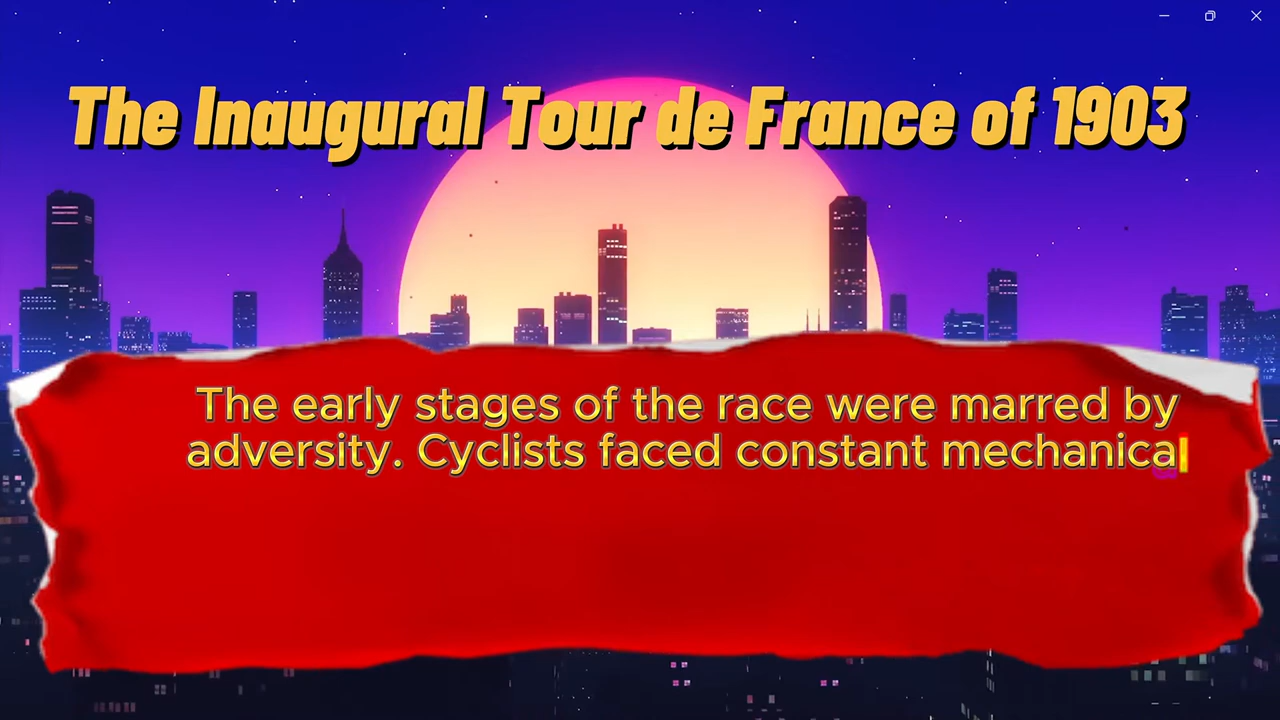 The Inaugural Tour de France of 1903
The early stages of the race were marred by
adversity. Cyclists faced constant mechanica